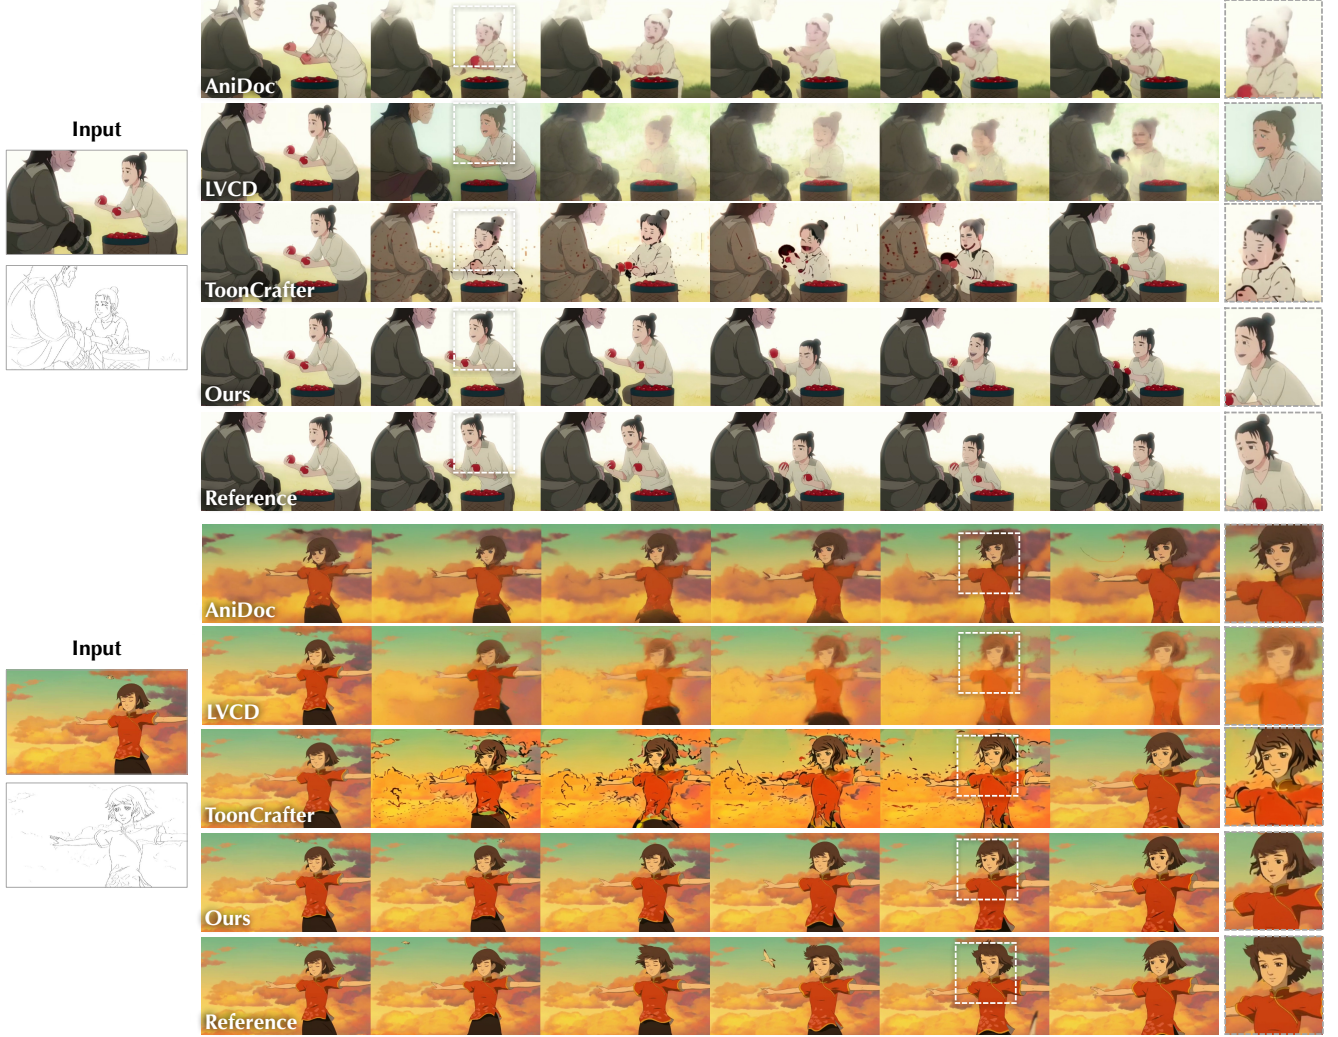 Input
AniDoc
LVCD
ToonCrafter
Ours
Reference
Input
AniDoc
LVCD
ToonCrafter
Ours
Reference